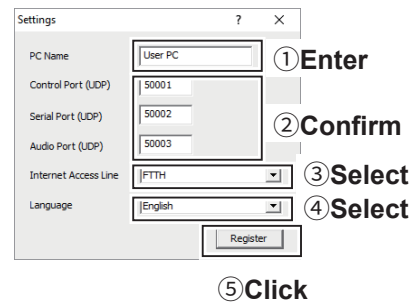 Settings ? ×
PC Name User PC ①Enter
Control Port (UDP) 50001
Serial Port (UDP) 50002
②Confirm
Audio Port (UDP) 50003
Internet Access Line FTTH ③Select
Language English ④Select
Register
⑤Click